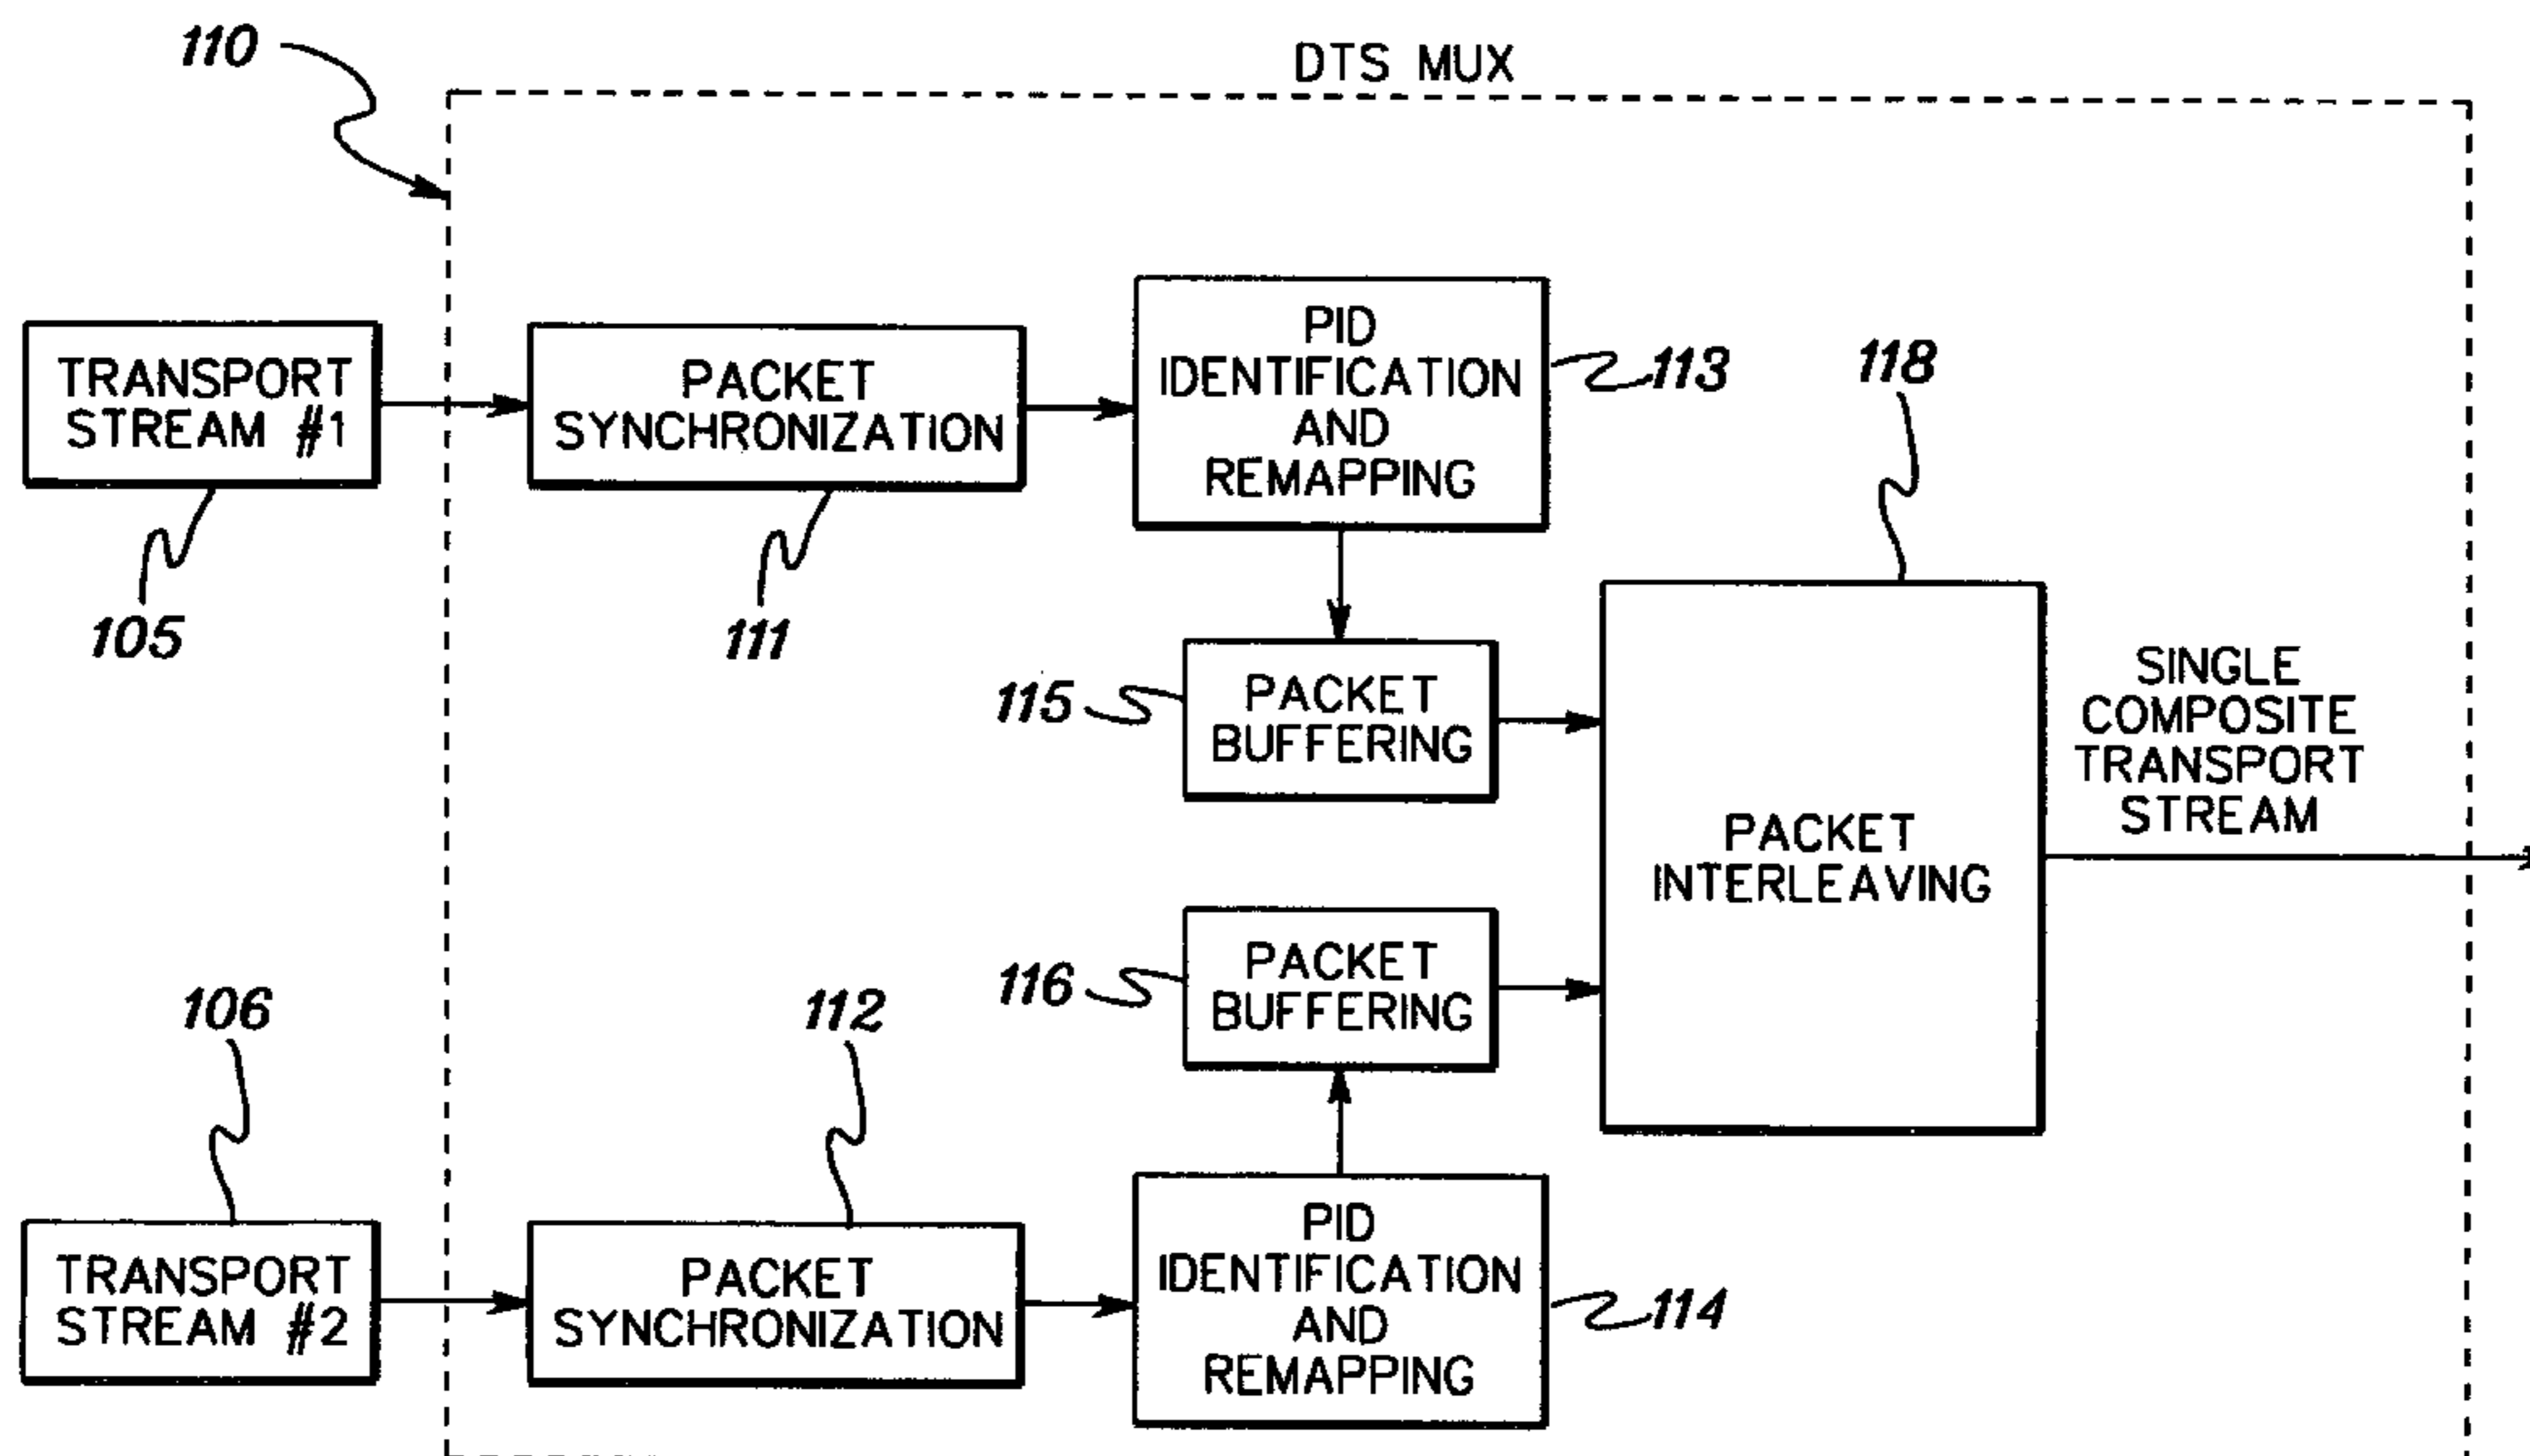 110
DTS MUX
TRANSPORT
STREAM #1
105
PACKET
SYNCHRONIZATION
111
PID
IDENTIFICATION
AND
REMAPPING
113
118
115
PACKET
BUFFERING
PACKET
INTERLEAVING
SINGLE
COMPOSITE
TRANSPORT
STREAM
116
PACKET
BUFFERING
106
TRANSPORT
STREAM #2
112
PACKET
SYNCHRONIZATION
PID
IDENTIFICATION
AND
REMAPPING
114